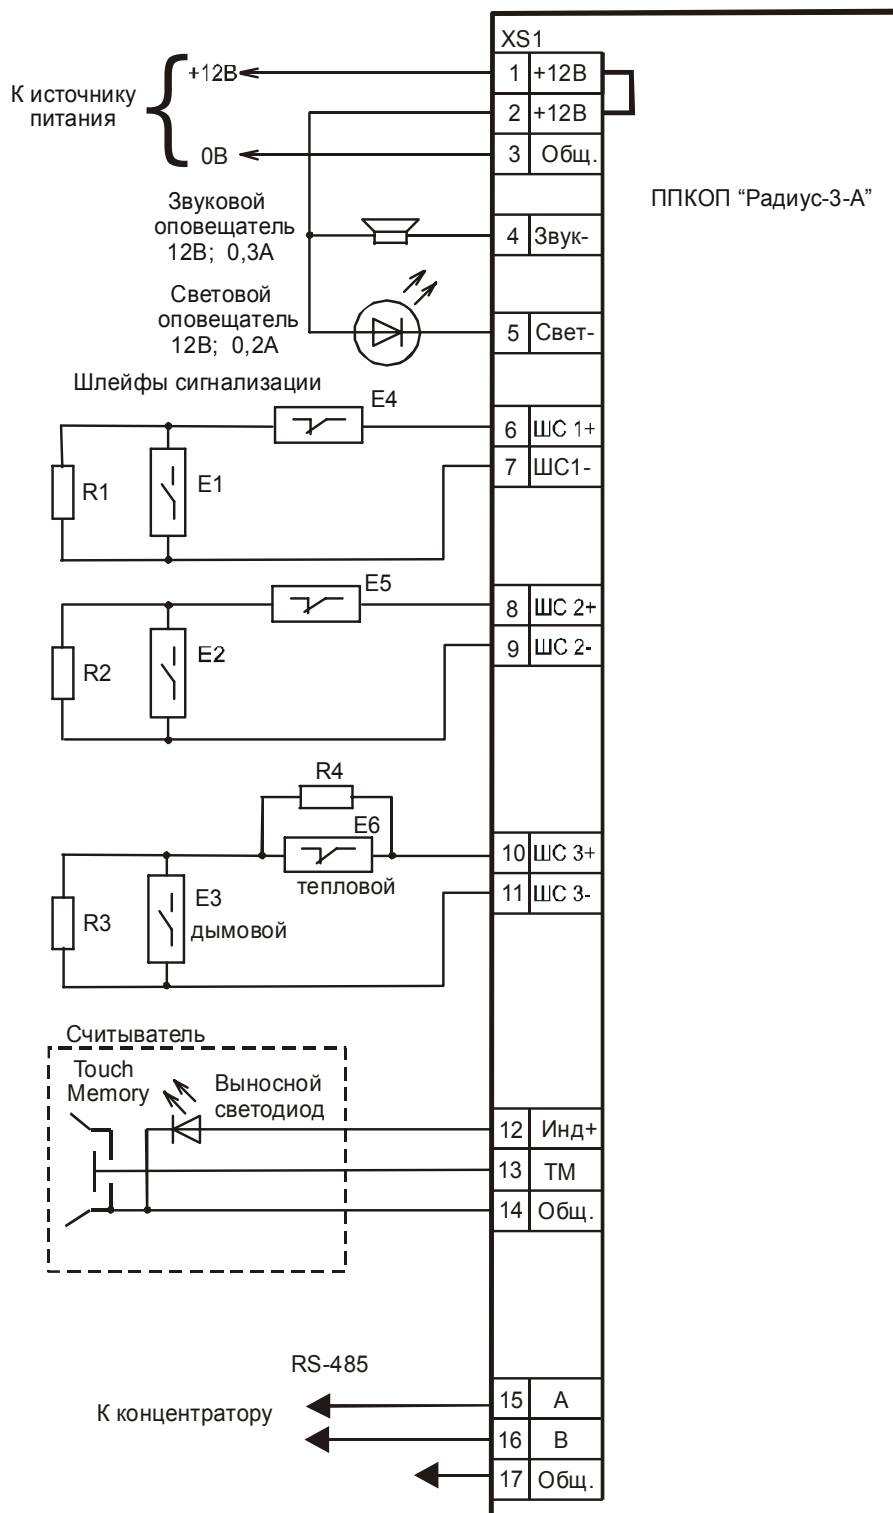 XS1
К источнику
питания
+12В
0В
1 +12В
2 +12В
3 Общ.
ППКОП “Радиус-3-А”
Звуковой
оповещатель
12В; 0,3А
4 Звук-
Световой
оповещатель
12В; 0,2А
5 Свет-
Шлейфы сигнализации
E4
6 ШС 1+
7 ШС1-
R1
E1
E5
8 ШС 2+
9 ШС 2-
R2
E2
R4
E6
тепловой
10 ШС 3+
11 ШС 3-
R3
E3
дымовой
Считыватель
Touch
Memory
Выносной
светодиод
12 Инд+
13 ТМ
14 Общ.
RS-485
К концентратору
15 А
16 В
17 Общ.